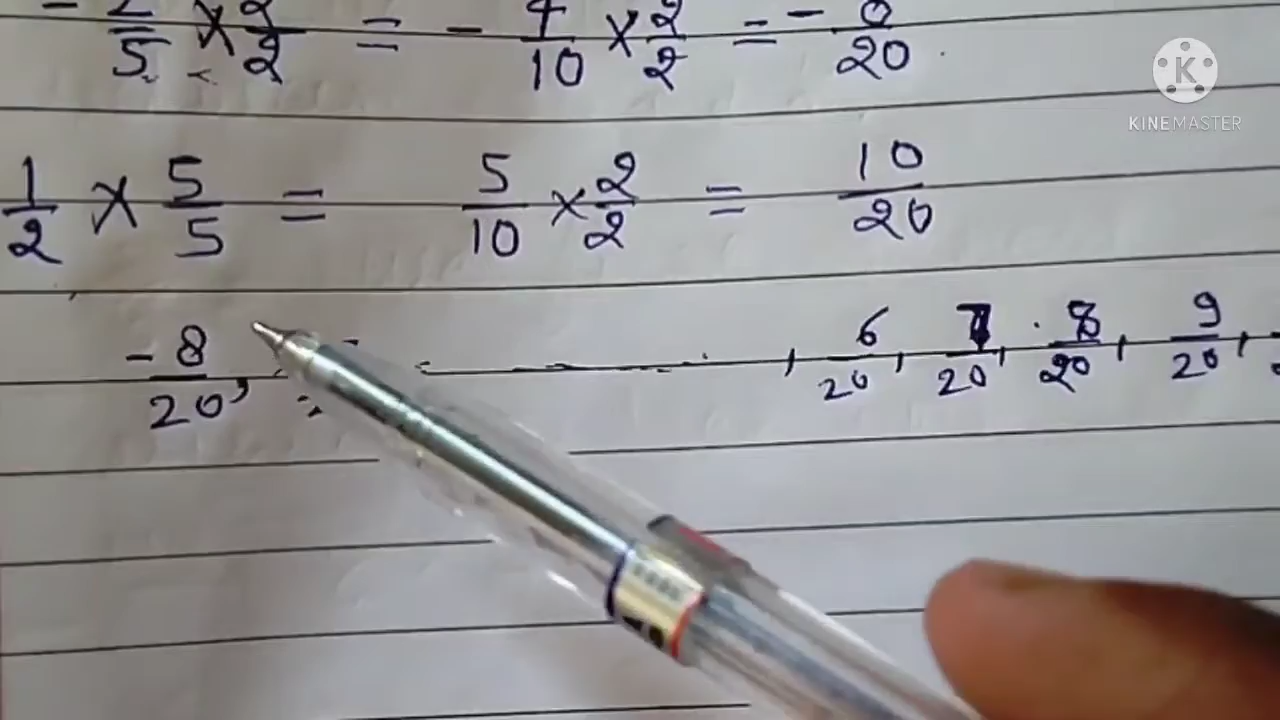 - 2/5 × 2/2 = - 4/10 × 2/2 = - 8/20
K
KINEMASTER
1/2 × 5/5 = 5/10 × 2/2 = 10/20
-8/20, 6/20, 7/20, 8/20, 9/20,